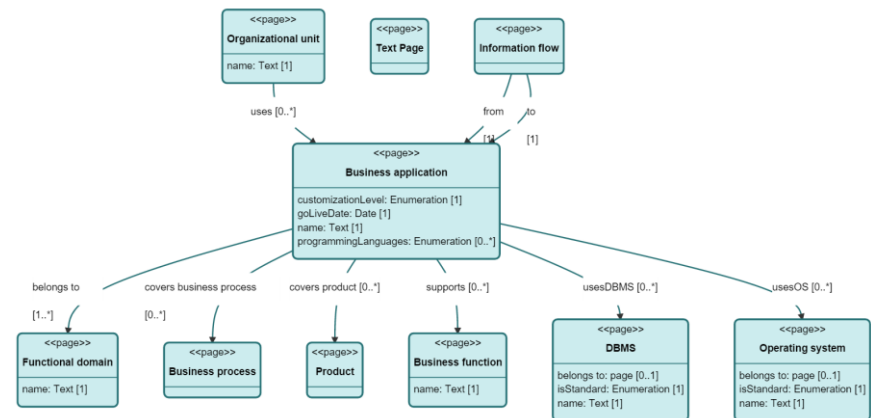 <<page>>
Organizational unit
name: Text [1]
<<page>>
Text Page
<<page>>
Information flow
uses [0..*]
from
[1]
to
[1]
<<page>>
Business application
customizationLevel: Enumeration [1]
goLiveDate: Date [1]
name: Text [1]
programmingLanguages: Enumeration [0..*]
belongs to
[1..*]
covers business process
[0..*]
covers product [0..*]
supports [0..*]
usesDBMS [0..*]
usesOS [0..*]
<<page>>
Functional domain
name: Text [1]
<<page>>
Business process
<<page>>
Product
<<page>>
Business function
name: Text [1]
<<page>>
DBMS
belongs to: page [0..1]
isStandard: Enumeration [1]
name: Text [1]
<<page>>
Operating system
belongs to: page [0..1]
isStandard: Enumeration [1]
name: Text [1]